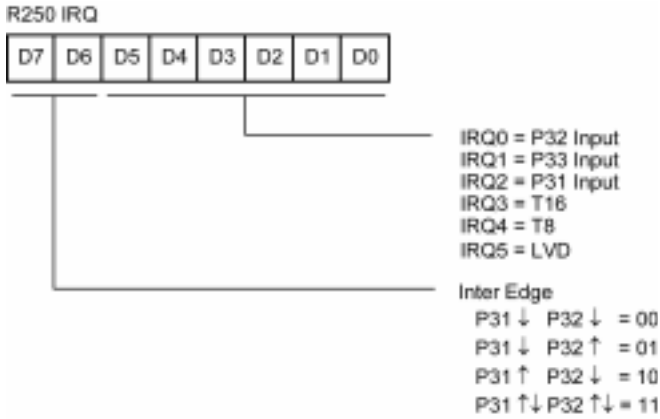 R250 IRQ
D7 D6 D5 D4 D3 D2 D1 D0
IRQ0 = P32 Input
IRQ1 = P33 Input
IRQ2 = P31 Input
IRQ3 = T16
IRQ4 = T8
IRQ5 = LVD
Inter Edge
P31 ↓ P32 ↓ = 00
P31 ↓ P32 ↑ = 01
P31 ↑ P32 ↓ = 10
P31 ↑↓ P32 ↑↓ = 11